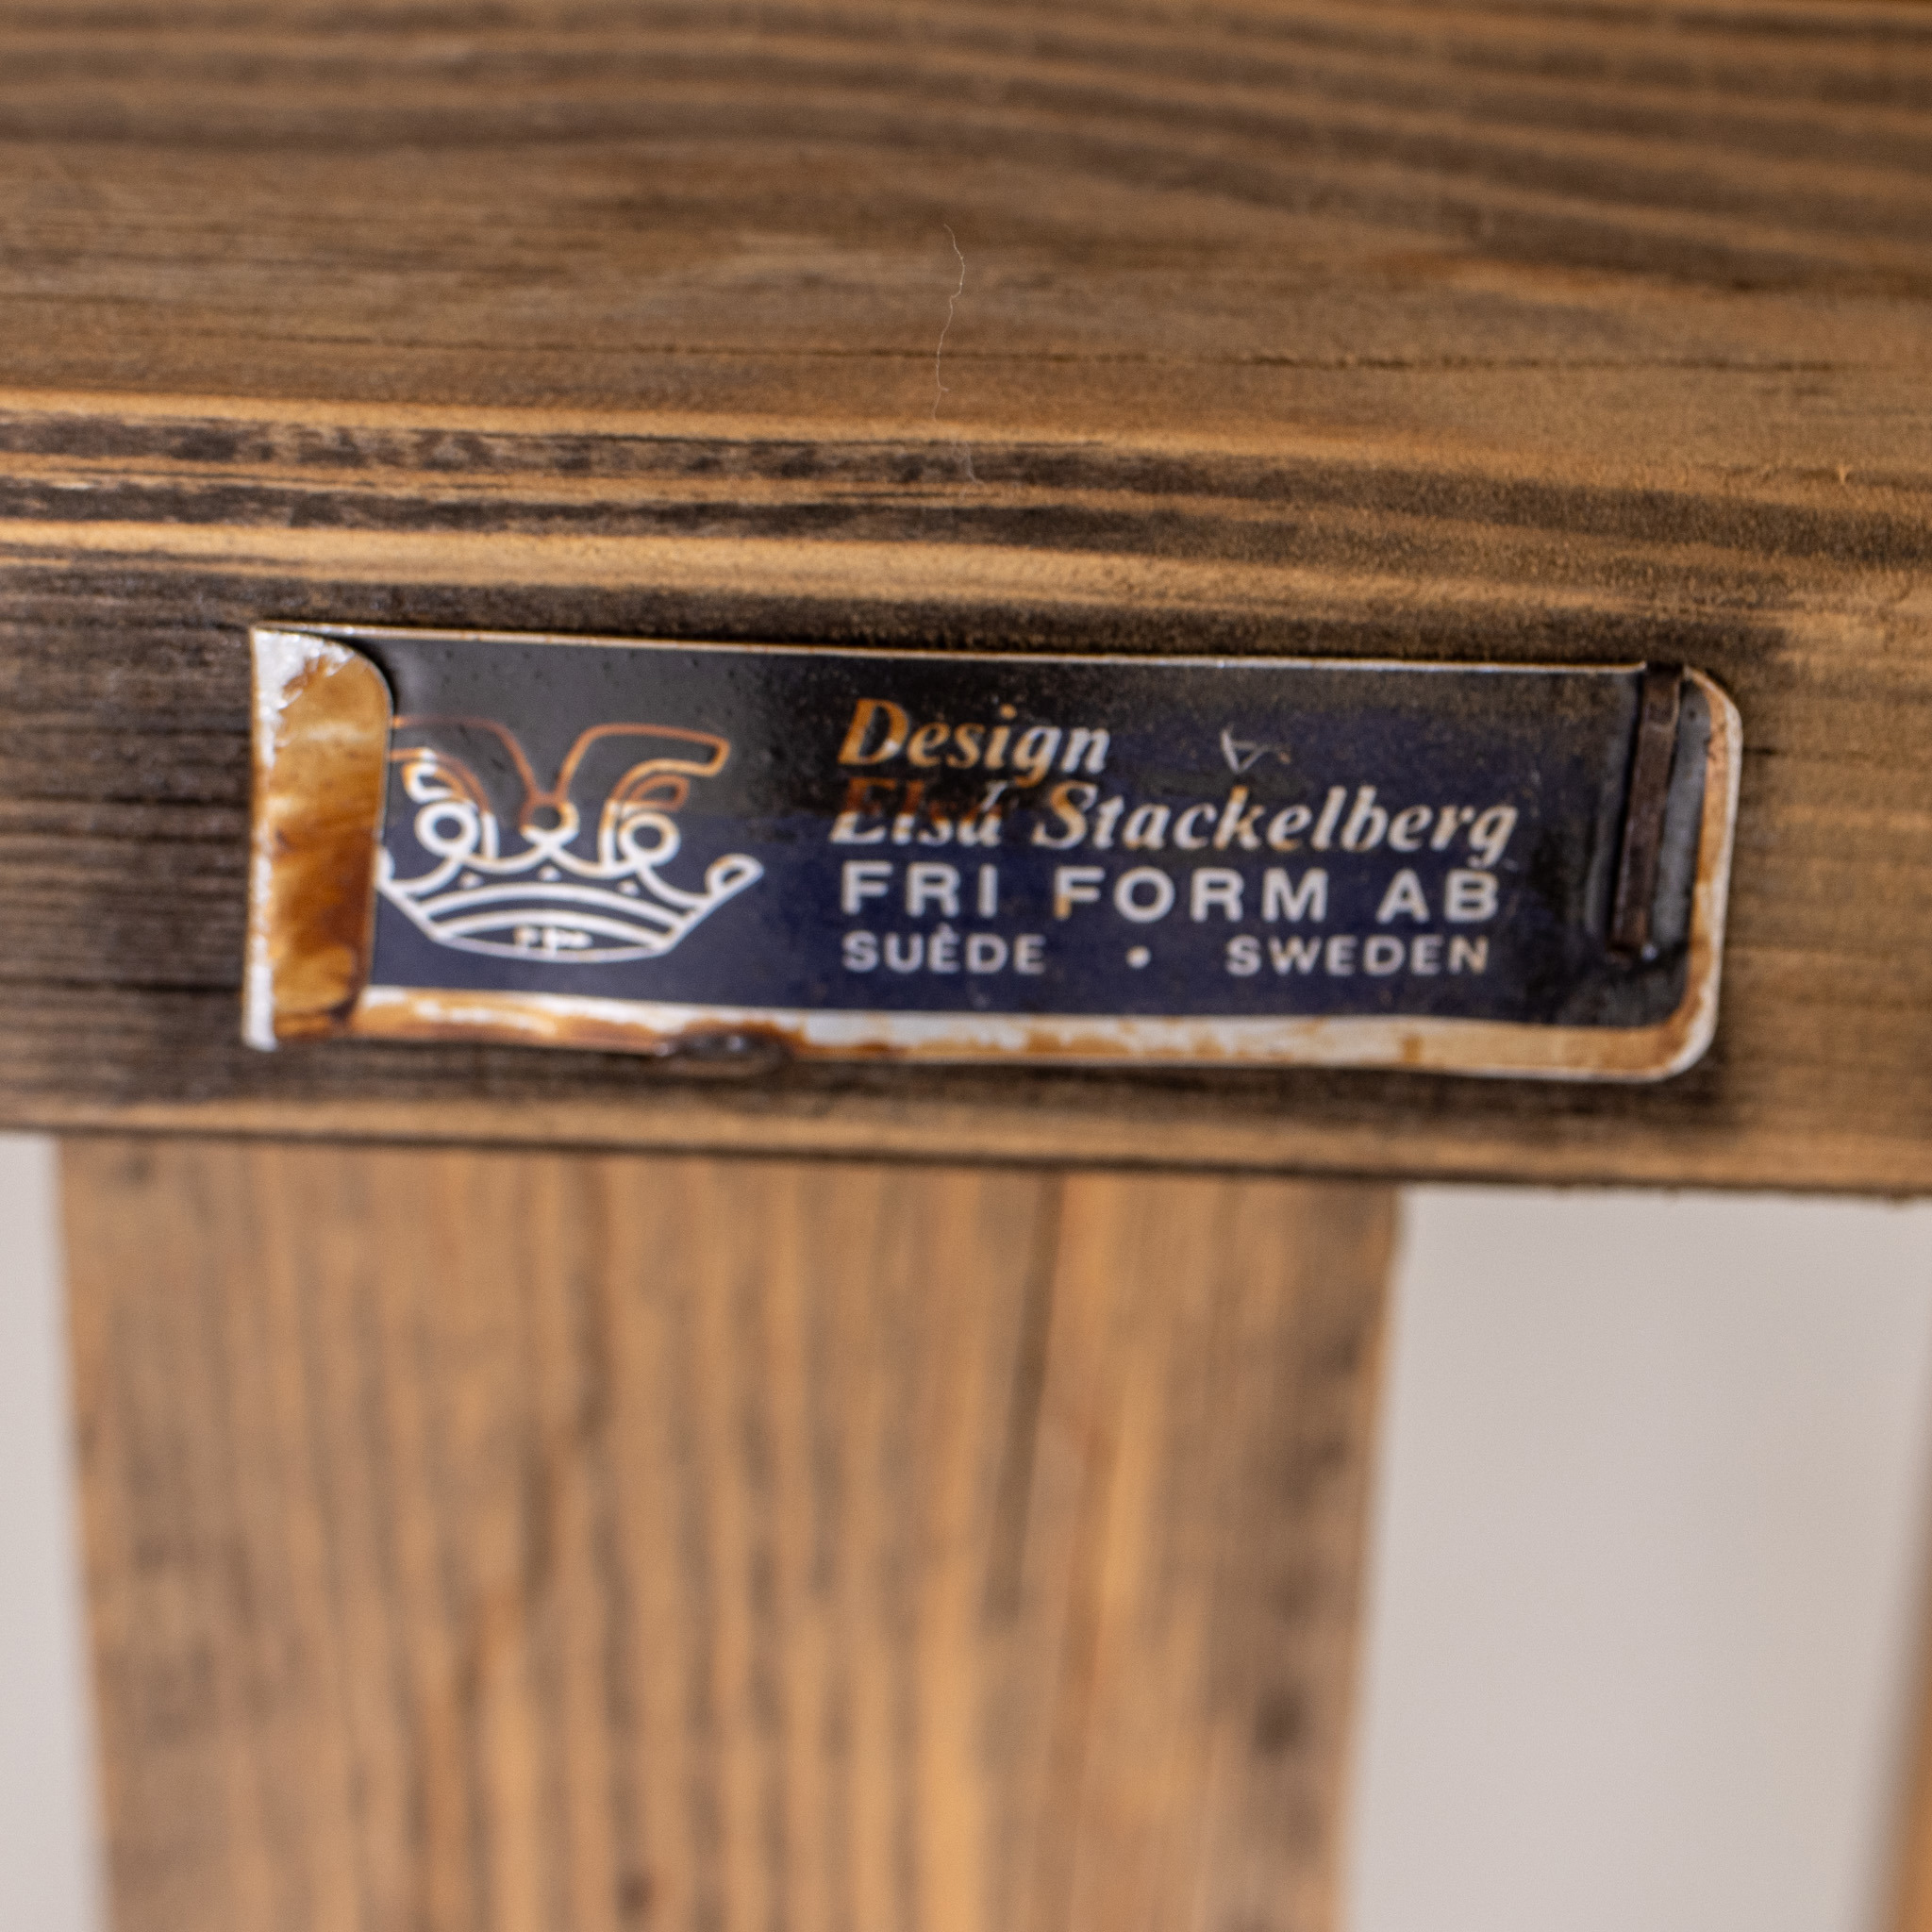 Design
Elsa Stackelberg
FRI FORM AB
SUÈDE • SWEDEN